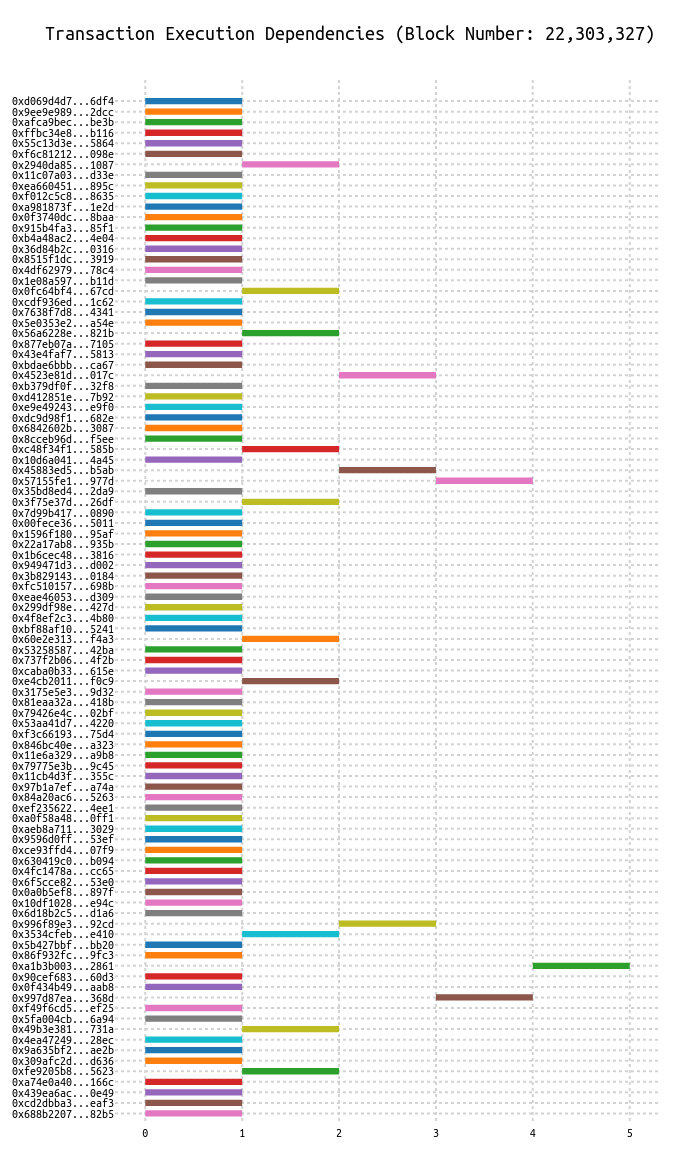 Transaction Execution Dependencies (Block Number: 22,303,327)
0xd069d4d7...6df4
0x9ee9e989...2dcc
0xafca9bec...be3b
0xffbc34e8...b116
0x55c13d3e...5864
0xf6c81212...098e
0x2940da85...1087
0x11c07a03...d33e
0xea660451...895c
0xf012c5c8...8635
0xa981873f...1e2d
0x0f3740dc...8baa
0x915b4fa3...85f1
0xb4a48ac2...4e04
0x36d84b2c...0316
0x8515f1dc...3919
0x4df62979...78c4
0x1e08a597...b11d
0x0fc64bf4...67cd
0xcdf936ed...1c62
0x7638f7d8...4341
0x5e0353e2...a54e
0x56a6228e...821b
0x877eb07a...7105
0x43e4faf7...5813
0xbdae6bbb...ca67
0x4523e81d...017c
0xb379df0f...32f8
0xd412851e...7b92
0xe9e49243...e9f0
0xdc9d98f1...682e
0x6842602b...3087
0x8cceb96d...f5ee
0xc48f34f1...585b
0x10d6a041...4a45
0x45883ed5...b5ab
0x57155fe1...977d
0x35bd8ed4...2da9
0x3f75e37d...26df
0x7d99b417...0890
0x00fece36...5011
0x1596f180...95af
0x22a17ab8...935b
0x1b6cec48...3816
0x949471d3...d002
0x3b829143...0184
0xfc510157...698b
0xeae46053...d309
0x299df98e...427d
0x4f8ef2c3...4b80
0xbf88af10...5241
0x60e2e313...f4a3
0x53258587...42ba
0x737f2b06...4f2b
0xcaba0b33...615e
0xe4cb2011...f0c9
0x3175e5e3...9d32
0x81eaa32a...418b
0x79426e4c...02bf
0x53aa41d7...4220
0xf3c66193...75d4
0x846bc40e...a323
0x11e6a329...a9b8
0x79775e3b...9c45
0x11cb4d3f...355c
0x97b1a7ef...a74a
0x84a20ac6...5263
0xef235622...4ee1
0xa0f58a48...0ff1
0xaeb8a711...3029
0x9596d0ff...53ef
0xce93ffd4...07f9
0x630419c0...b094
0x4fc1478a...cc65
0x6f5cce82...53e0
0x0a0b5ef8...897f
0x10df1028...e94c
0x6d18b2c5...d1a6
0x996f89e3...92cd
0x3534cfeb...e410
0x5b427bbf...bb20
0x86f932fc...9fc3
0xa1b3b003...2861
0x90cef683...60d3
0x0f434b49...aab8
0x997d87ea...368d
0xf49f6cd5...ef25
0x5fa004cb...6a94
0x49b3e381...731a
0x4ea47249...28ec
0x9a635bf2...ae2b
0x309afc2d...d636
0xfe9205b8...5623
0xa74e0a40...166c
0x439ea6ac...0e49
0xcd2dbba3...eaf3
0x688b2207...82b5
0 1 2 3 4 5